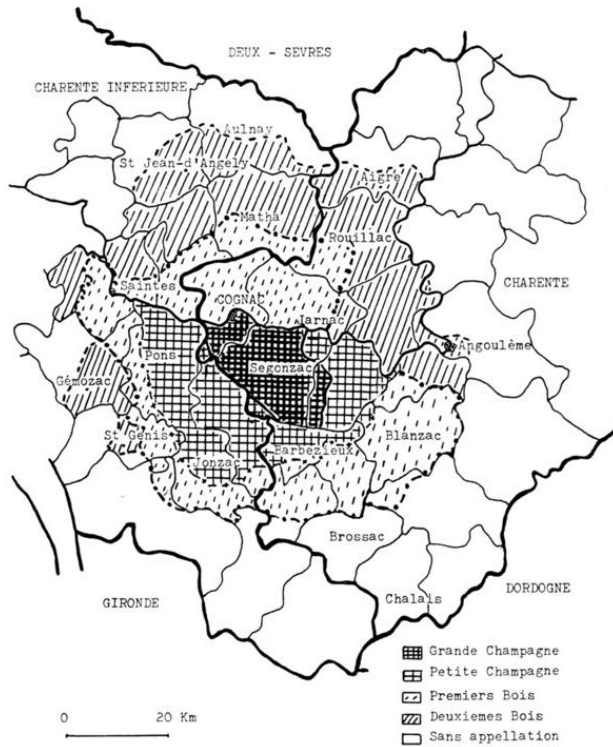 DEUX - SEVRES
CHARENTE INFERIEURE
Aulnay
St Jean-d'Angely
Aigre
Matha
Rouillac
CHARENTE
Saintes
COGNAC
Jarnac
Angoulème
Pons
Segonzac
Gémozac
St Génis
Blanzac
Jonzac
Barbezieux
Brossac
Chalais
DORDOGNE
GIRONDE
Grande Champagne
Petite Champagne
Premiers Bois
Deuxiemes Bois
Sans appellation
0 20 Km